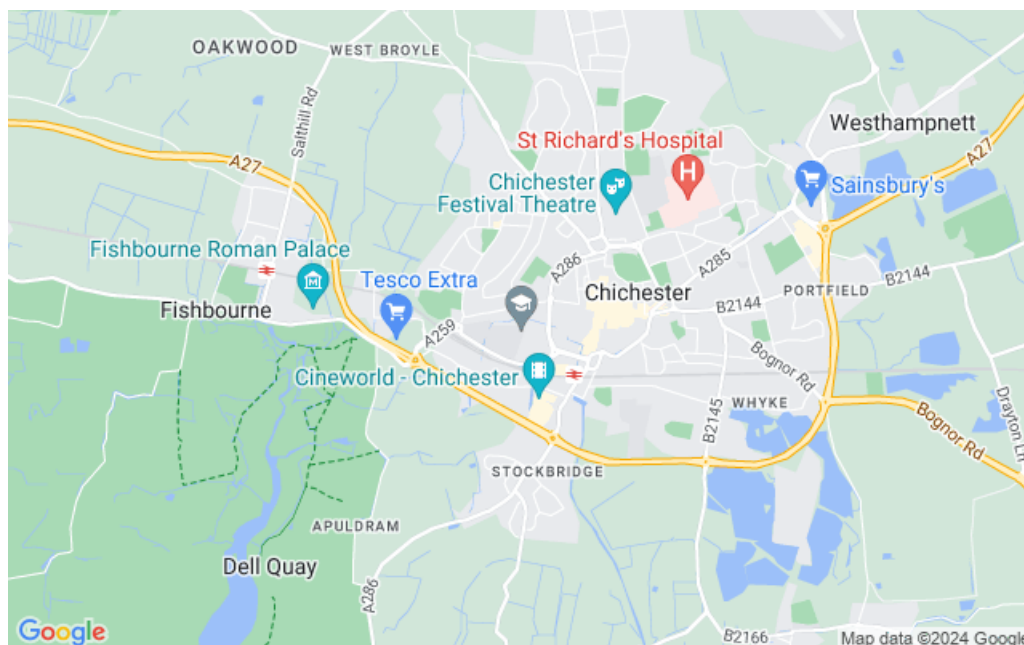 OAKWOOD
WEST BROYLE
Salthill Rd
A27
St Richard's Hospital
H
Westhampnett
A27
Chichester
Festival Theatre
Sainsbury's
Fishbourne Roman Palace
A286
A285
Tesco Extra
Chichester
B2144
B2144
PORTFIELD
Fishbourne
A259
Bognor Rd
Cineworld - Chichester
WHYKE
B2145
Bognor Rd
Drayton Ln
STOCKBRIDGE
APULDRAM
Dell Quay
A286
Google
B2166
Map data ©2024 Google